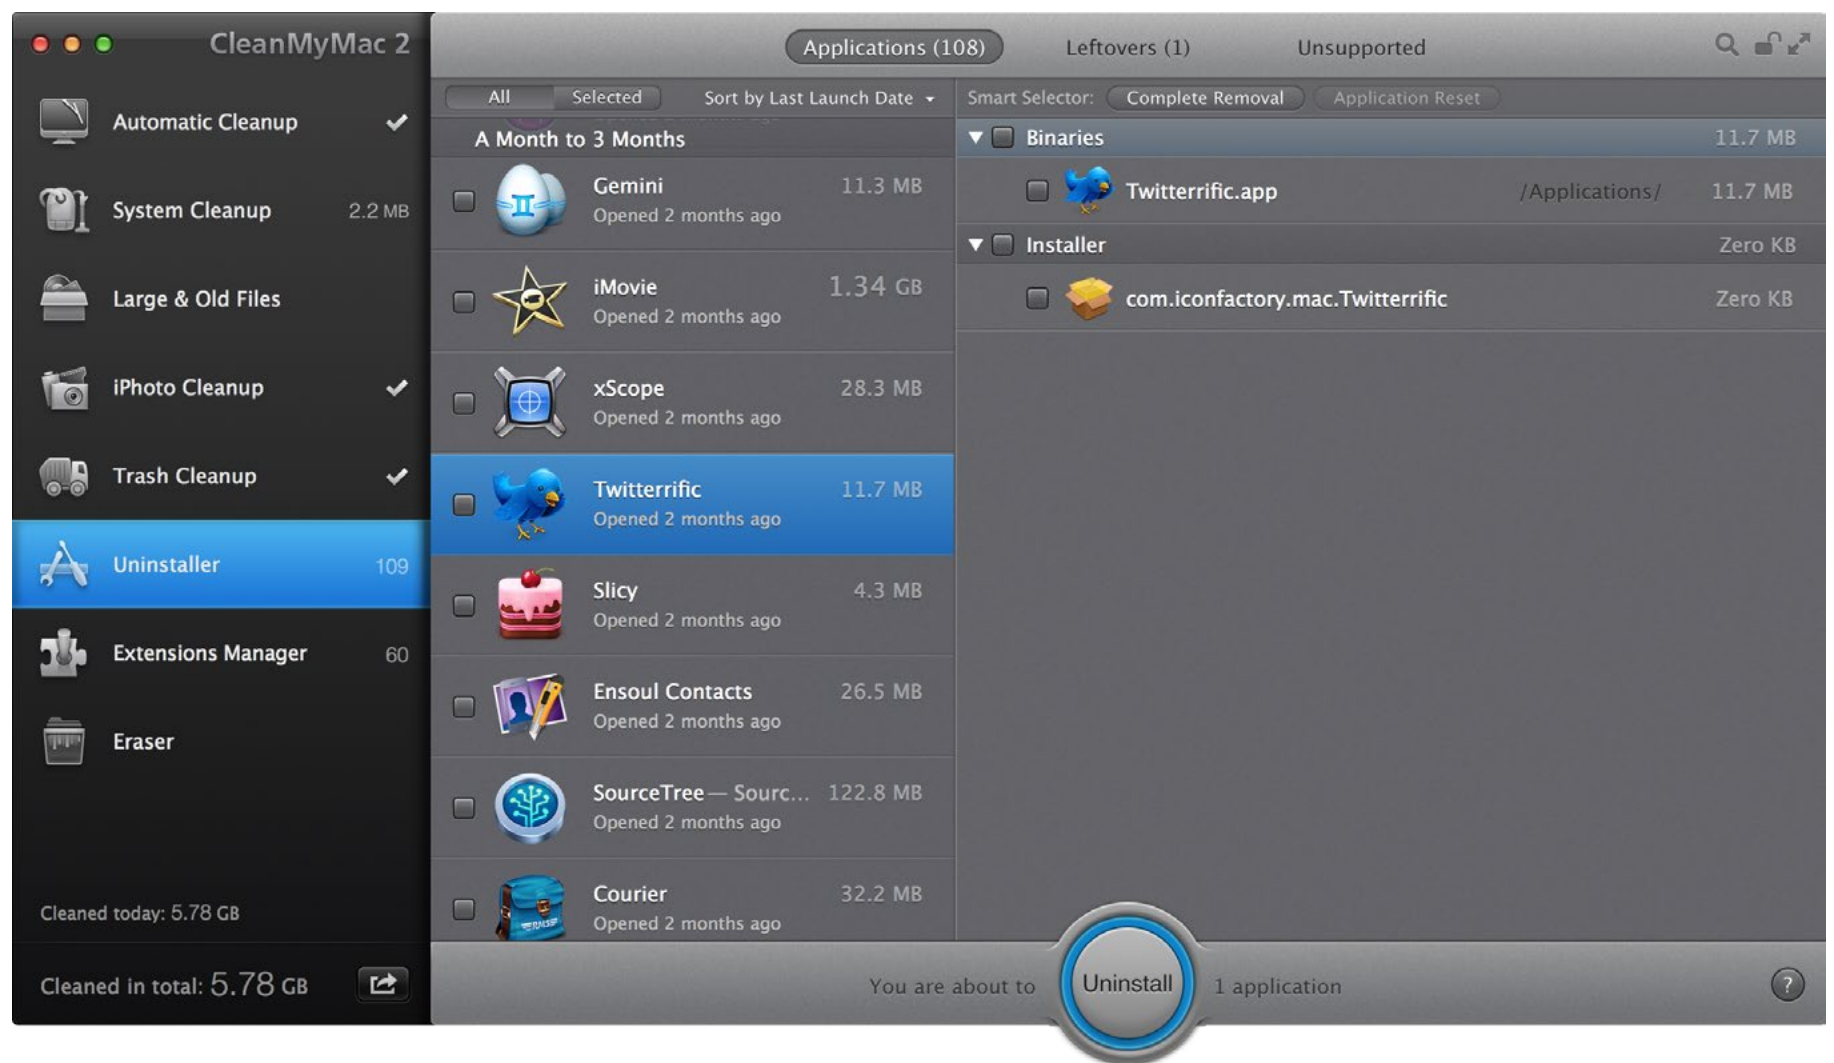 CleanMyMac 2
Automatic Cleanup
System Cleanup 2.2 MB
Large & Old Files
iPhoto Cleanup
Trash Cleanup
Uninstaller 109
Extensions Manager 60
Eraser
Cleaned today: 5.78 GB
Cleaned in total: 5.78 GB
Applications (108) Leftovers (1) Unsupported
All Selected Sort by Last Launch Date
A Month to 3 Months
Gemini 11.3 MB
Opened 2 months ago
iMovie 1.34 GB
Opened 2 months ago
xScope 28.3 MB
Opened 2 months ago
Twitterrific 11.7 MB
Opened 2 months ago
Slicy 4.3 MB
Opened 2 months ago
Ensoul Contacts 26.5 MB
Opened 2 months ago
SourceTree — Sourc... 122.8 MB
Opened 2 months ago
Courier 32.2 MB
Opened 2 months ago
Smart Selector: Complete Removal Application Reset
Binaries 11.7 MB
Twitterrific.app /Applications/ 11.7 MB
Installer Zero KB
com.iconfactory.mac.Twitterrific Zero KB
You are about to Uninstall 1 application
?